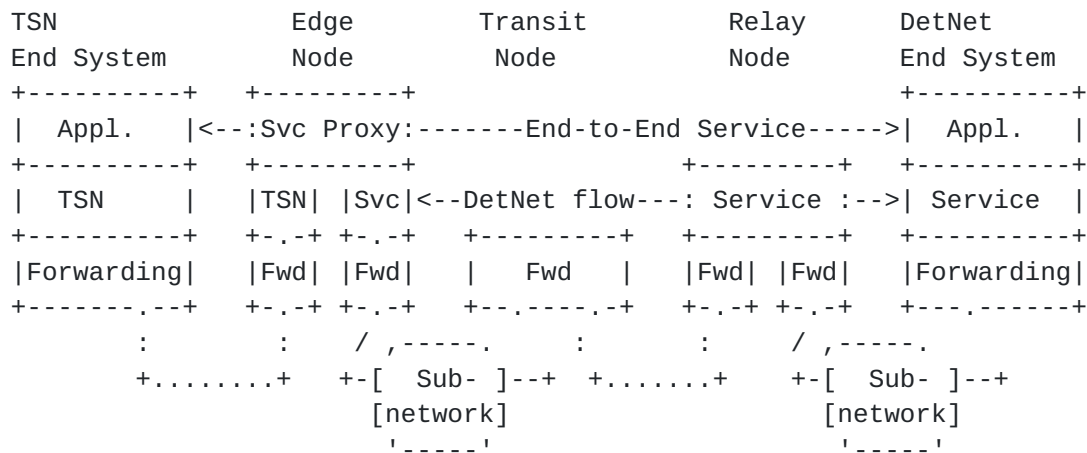 TSN                 Edge         Transit            Relay        DetNet
End System         Node          Node             Node         End System
+----------+   +---------+                                 +----------+
|  Appl.   |<--:Svc Proxy:-------End-to-End Service----->|  Appl.   |
+----------+   +---------+                 +---------+   +----------+
|   TSN    |   |TSN| |Svc|<--DetNet flow---: Service :-->| Service  |
+----------+   +-.-+ +-.-+   +---------+   +---------+   +----------+
|Forwarding|   |Fwd| |Fwd|   |   Fwd   |   |Fwd| |Fwd|   |Forwarding|
+-------.--+   +-.-+ +-.-+   +--.----.-+   +-.-+ +-.-+   +---.------+
        :        :    / ,-----.     :       :     / ,-----.
        +........+   +-[  Sub- ]--+  +.......+    +-[  Sub- ]--+
                       [network]                    [network]
                        '-----'                      '-----'